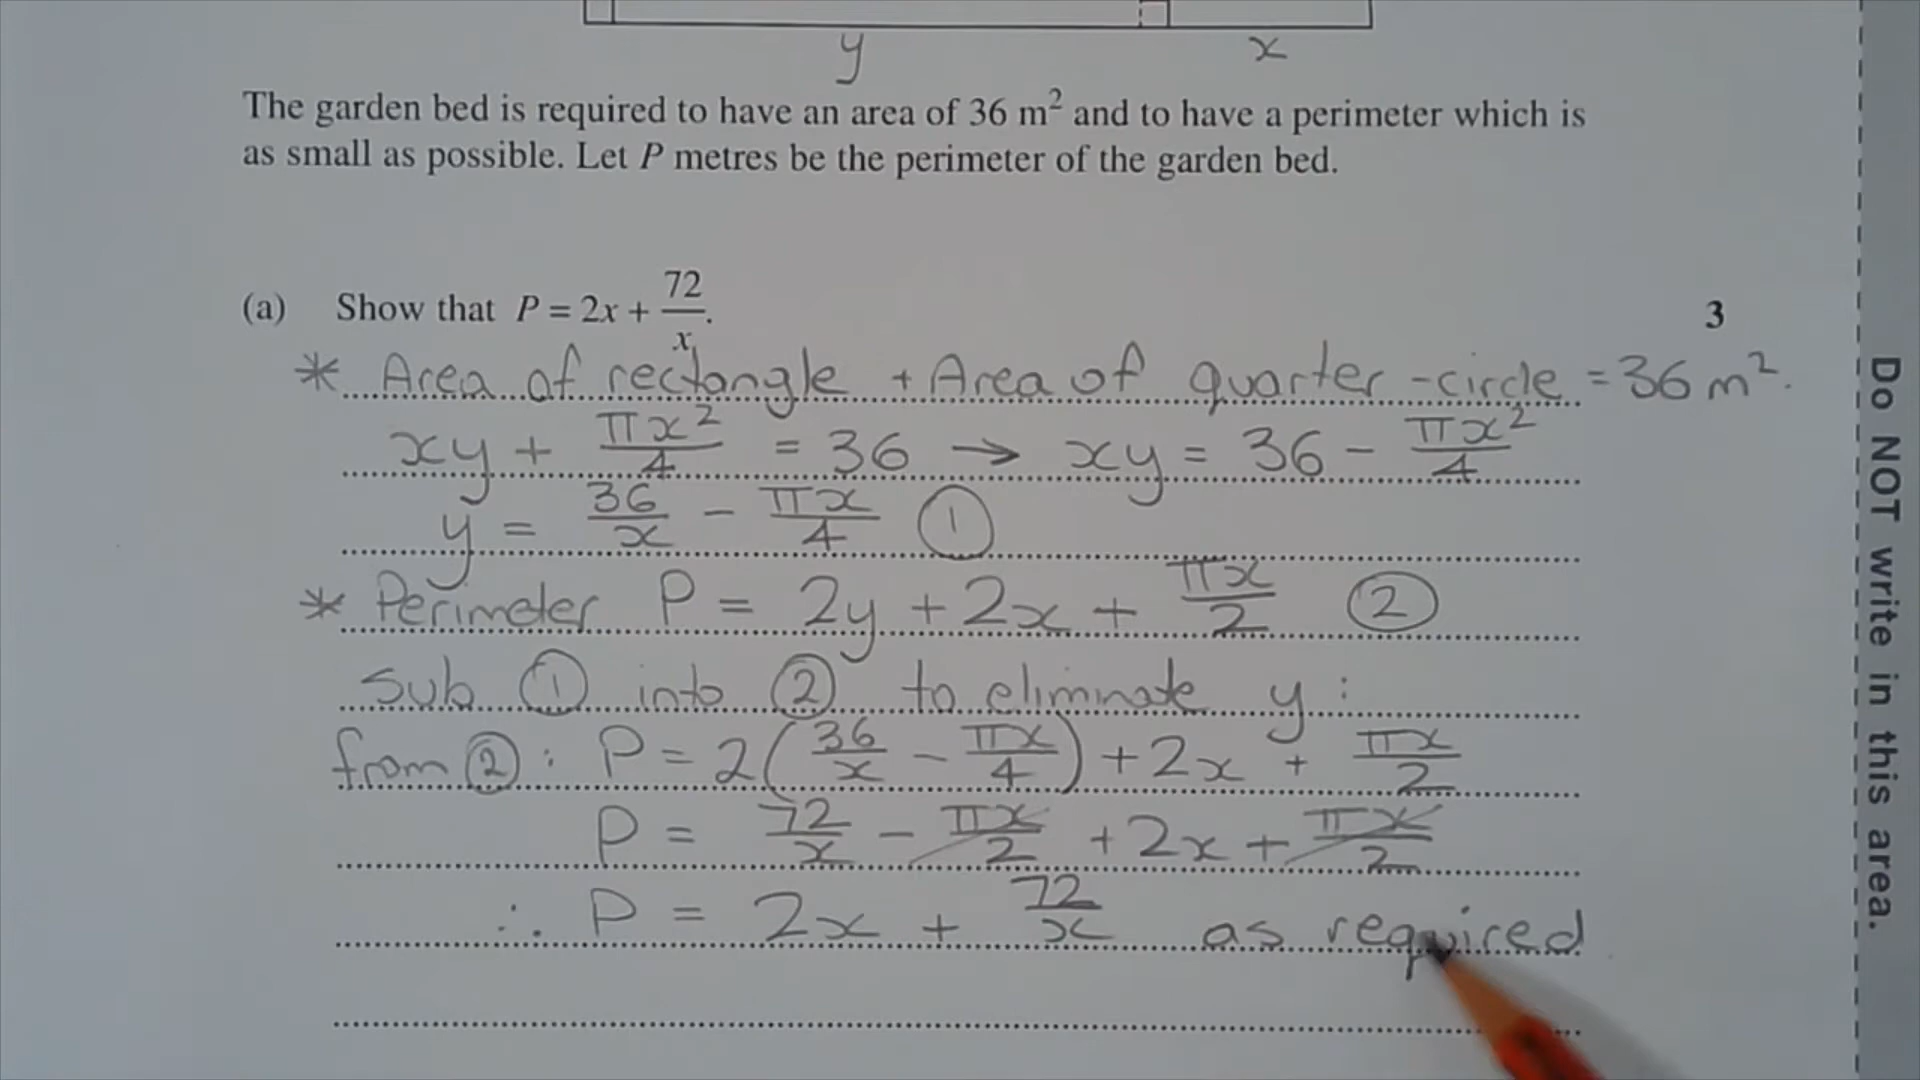 y x
The garden bed is required to have an area of 36 m² and to have a perimeter which is
as small as possible. Let P metres be the perimeter of the garden bed.
(a) Show that P = 2x + 72/x. 3
* Area of rectangle + Area of quarter-circle = 36 m².
xy + πx²/4 = 36 → xy = 36 - πx²/4
y = 36/x - πx/4 ①
* Perimeter P = 2y + 2x + πx/2 ②
Sub ① into ② to eliminate y :
from ② : P = 2(36/x - πx/4) + 2x + πx/2
P = 72/x - πx/2 + 2x + πx/2
∴ P = 2x + 72/x as required
Do NOT write in this area.